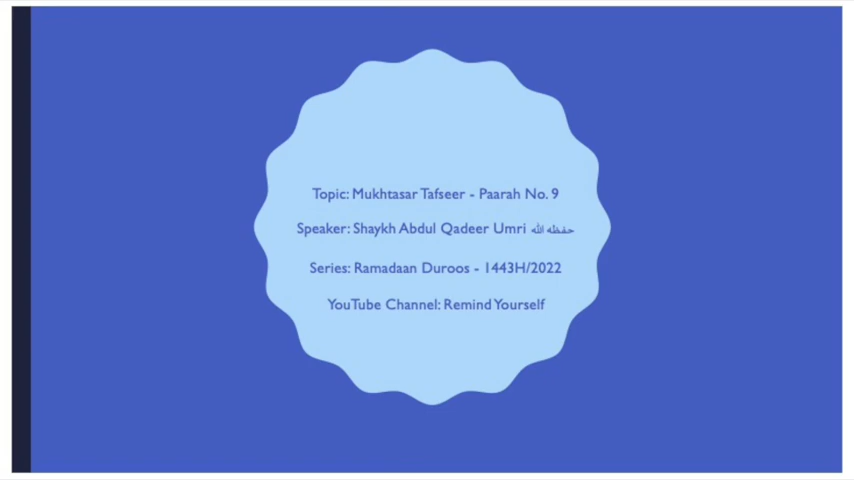 Topic: Mukhtasar Tafseer - Paarah No. 9
Speaker: Shaykh Abdul Qadeer Umri حفظه الله
Series: Ramadaan Duroos - 1443H/2022
YouTube Channel: Remind Yourself